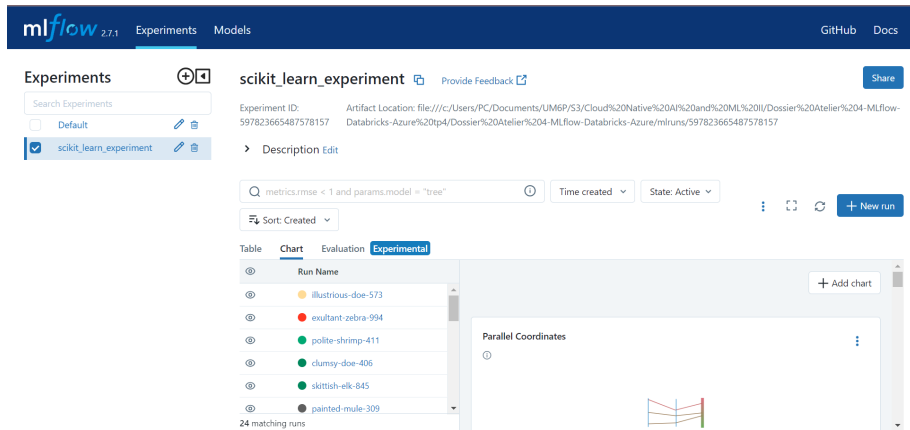 mlflow 2.7.1 Experiments Models GitHub Docs
Experiments
Search Experiments
Default
scikit_learn_experiment
scikit_learn_experiment Provide Feedback Share
Experiment ID: Artifact Location: file:///c:/Users/PC/Documents/UM6P/S3/Cloud%20Native%20AI%20and%20ML%20II/Dossier%20Atelier%204-MLflow-
597823665487578157 Databricks-Azure%20tp4/Dossier%20Atelier%204-MLflow-Databricks-Azure/mlruns/597823665487578157
Description Edit
metrics.rmse < 1 and params.model = "tree" Time created State: Active
+ New run
Sort: Created
Table Chart Evaluation Experimental
Run Name
+ Add chart
illustrious-doe-573
exultant-zebra-994
polite-shrimp-411
clumsy-doe-406
skittish-elk-845
painted-mule-309
24 matching runs
Parallel Coordinates